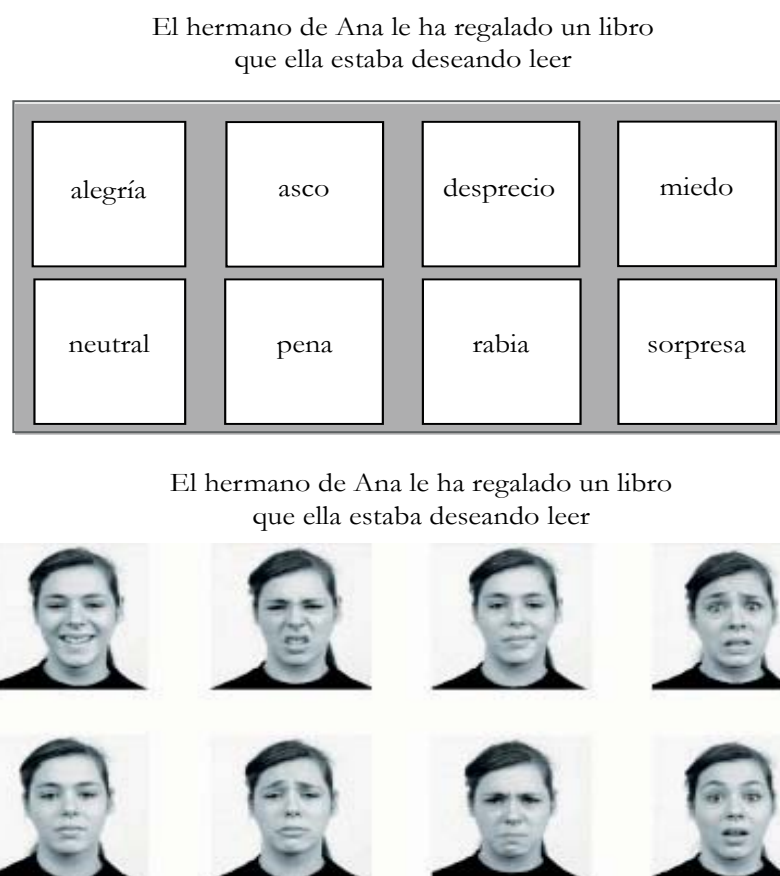 El hermano de Ana le ha regalado un libro
que ella estaba deseando leer
alegría asco desprecio miedo
neutral pena rabia sorpresa
El hermano de Ana le ha regalado un libro
que ella estaba deseando leer